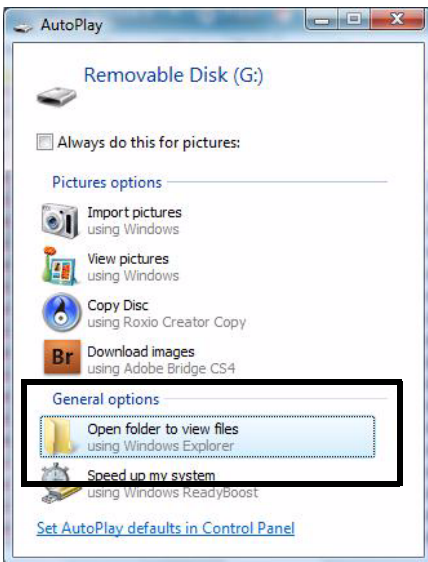 AutoPlay
Removable Disk (G:)
Always do this for pictures:
Pictures options
Import pictures
using Windows
View pictures
using Windows
Copy Disc
using Roxio Creator Copy
Br
Download images
using Adobe Bridge CS4
General options
Open folder to view files
using Windows Explorer
Speed up my system
using Windows ReadyBoost
Set AutoPlay defaults in Control Panel